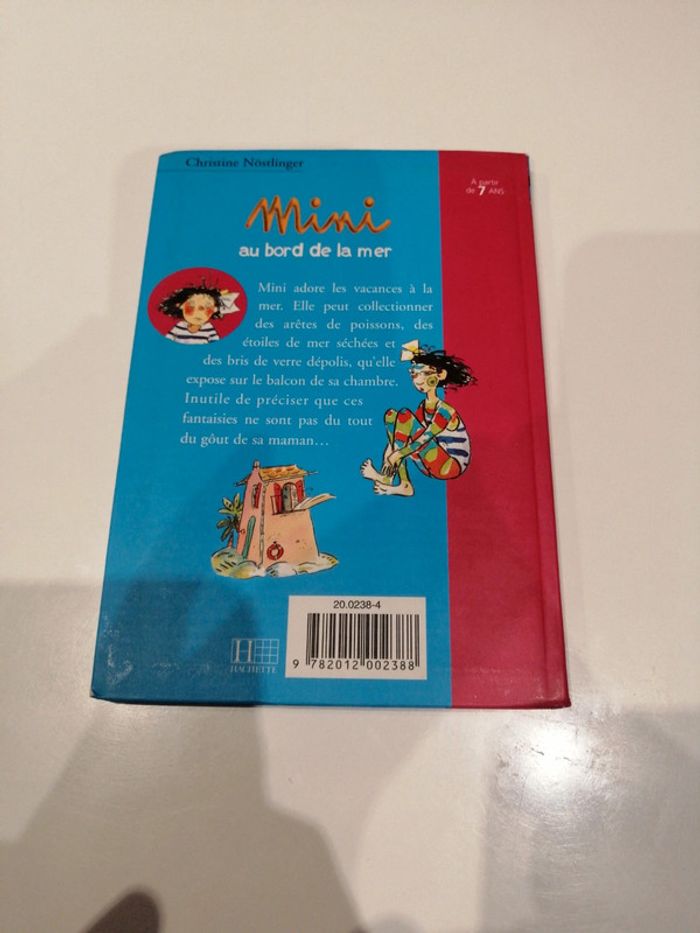 Christine Nöstlinger
À partir
de 7 ANS
Mini
au bord de la mer
Mini adore les vacances à la
mer. Elle peut collectionner
des arêtes de poissons, des
étoiles de mer séchées et
des bris de verre dépolis, qu'elle
expose sur le balcon de sa chambre.
Inutile de préciser que ces
fantaisies ne sont pas du tout
du goût de sa maman...
20.0238-4
9 782012 002388
H
HACHETTE